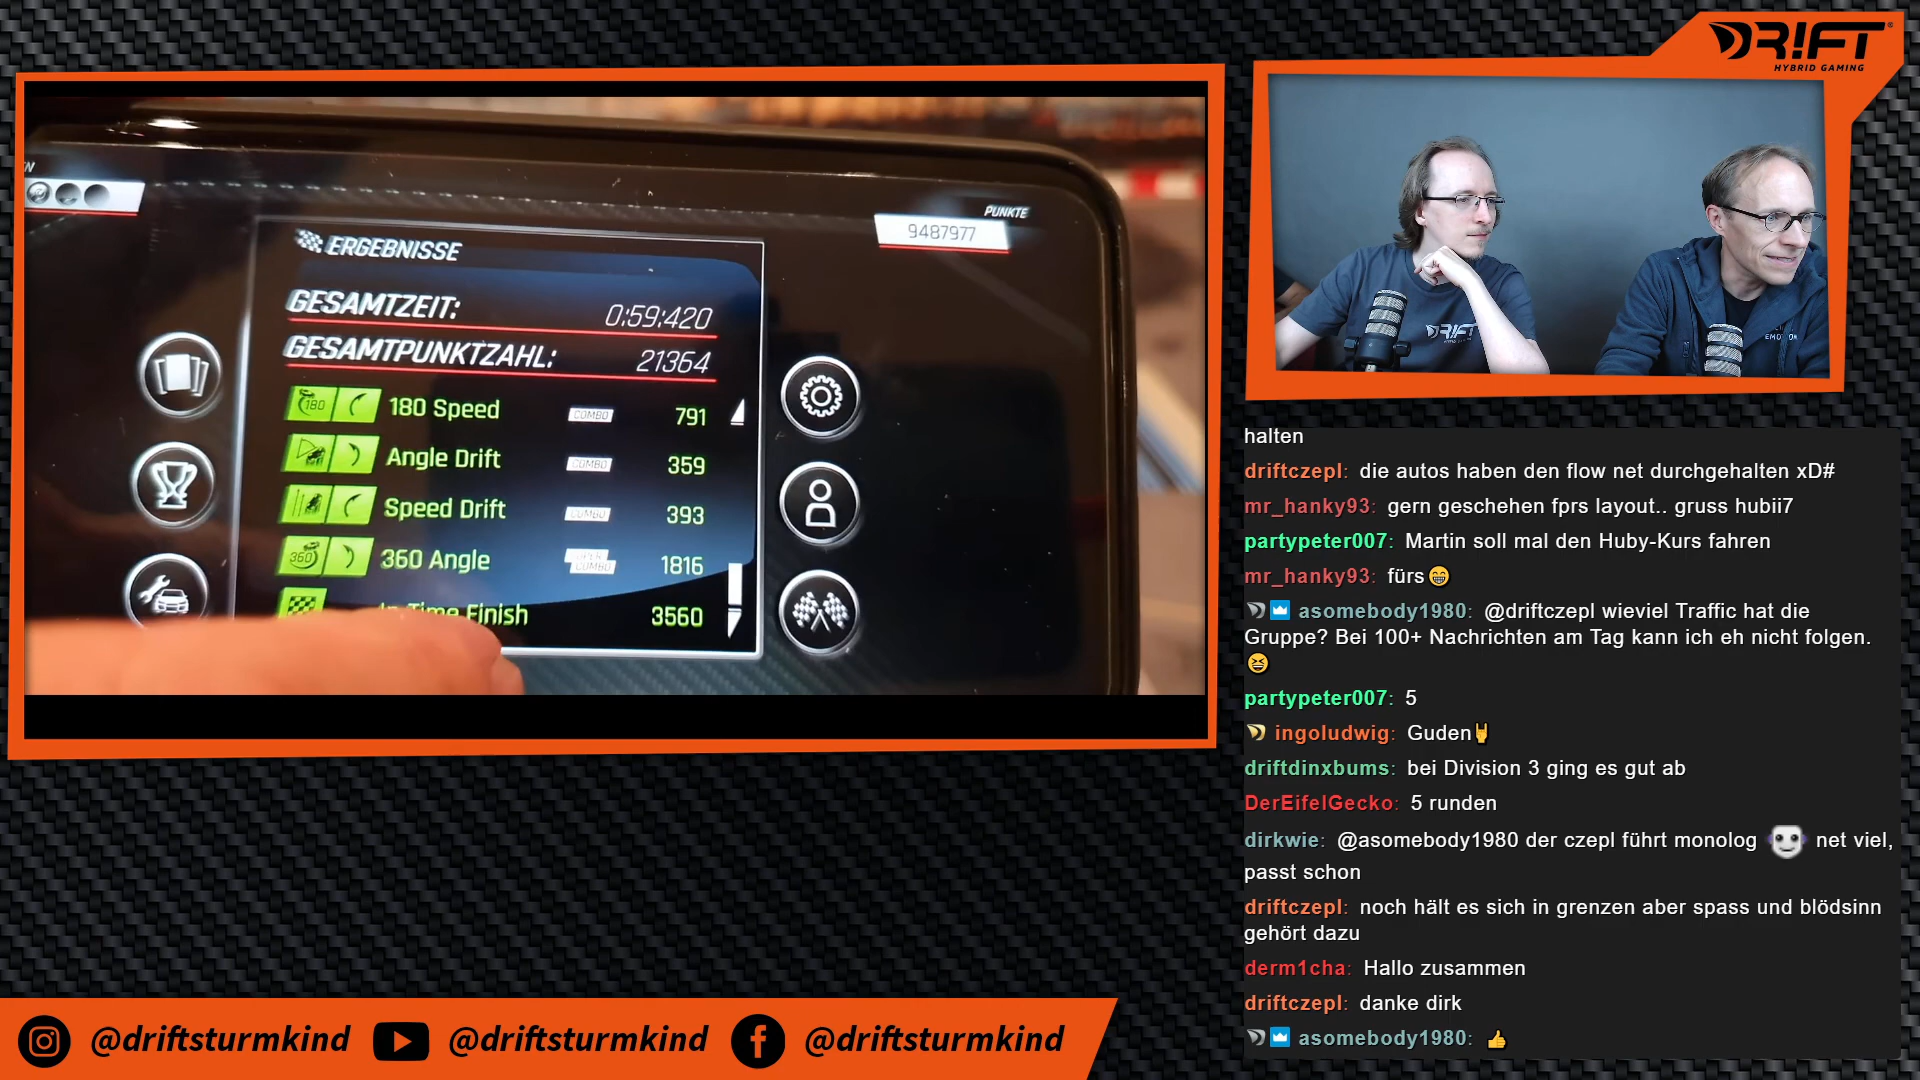 DR!FT
HYBRID GAMING
PUNKTE
9487977
ERGEBNISSE
GESAMTZEIT: 0:59:420
GESAMTPUNKTZAHL: 21364
180 180 Speed COMBO 791
Angle Drift COMBO 359
Speed Drift COMBO 393
360 360 Angle SUPER COMBO 1816
In-Time Finish 3560
DR!FT
halten
driftczepl: die autos haben den flow net durchgehalten xD#
mr_hanky93: gern geschehen fprs layout.. gruss hubii7
partypeter007: Martin soll mal den Huby-Kurs fahren
mr_hanky93: fürs😁
asomebody1980: @driftczepl wieviel Traffic hat die
Gruppe? Bei 100+ Nachrichten am Tag kann ich eh nicht folgen.
😆
partypeter007: 5
ingoludwig: Guden🤘
driftdinxbums: bei Division 3 ging es gut ab
DerEifelGecko: 5 runden
dirkwie: @asomebody1980 der czepl führt monolog net viel,
passt schon
driftczepl: noch hält es sich in grenzen aber spass und blödsinn
gehört dazu
derm1cha: Hallo zusammen
driftczepl: danke dirk
asomebody1980: 👍
@driftsturmkind @driftsturmkind @driftsturmkind